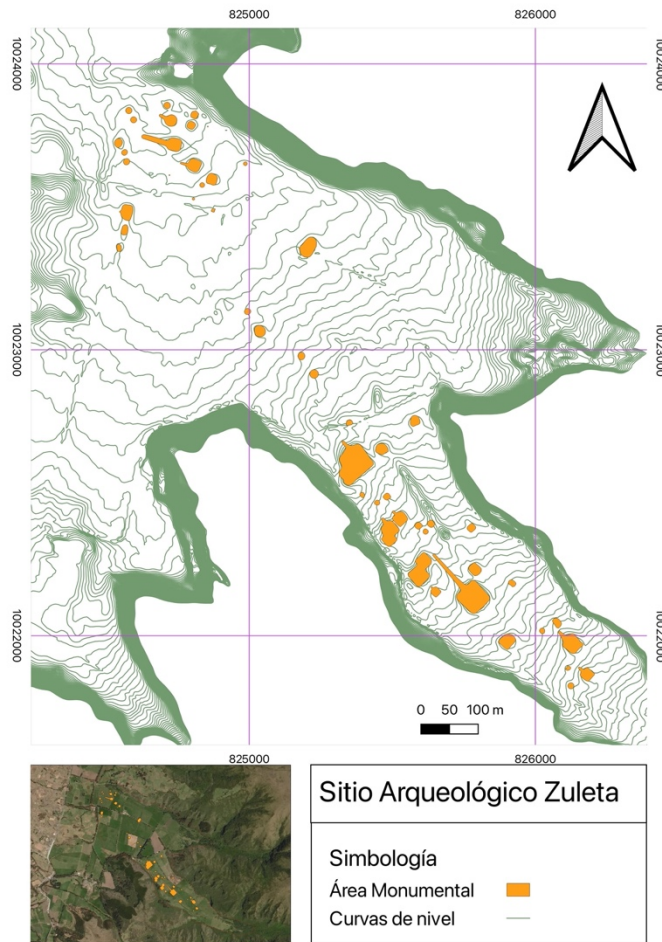 825000 826000
10024000 10024000
10023000 10023000
10022000 10022000
0 50 100 m
825000 826000
Sitio Arqueológico Zuleta
Simbología
Área Monumental
Curvas de nivel